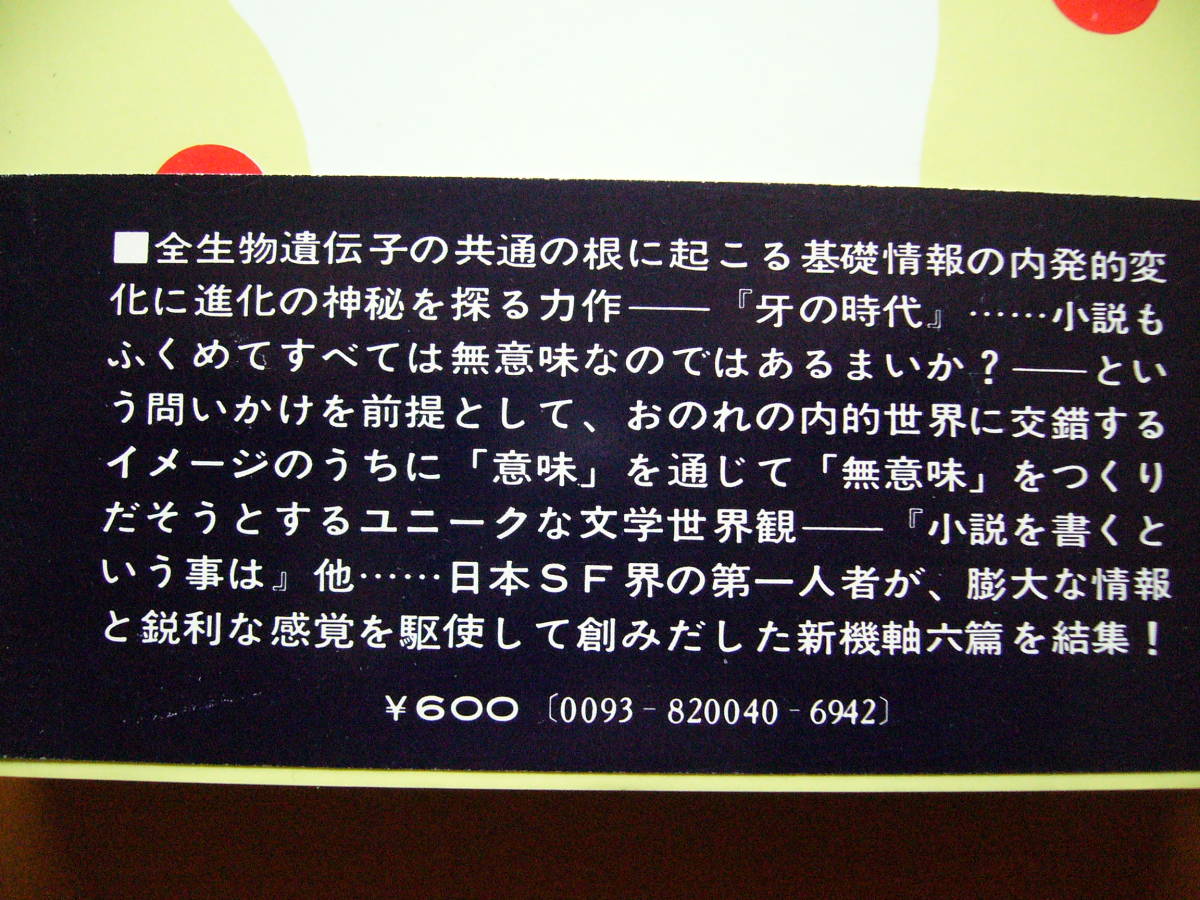 ■全生物遺伝子の共通の根に起こる基礎情報の内発的変
化に進化の神秘を探る力作――『牙の時代』……小説も
ふくめてすべては無意味なのではあるまいか？――とい
う問いかけを前提として、おのれの内的世界に交錯する
イメージのうちに「意味」を通じて「無意味」をつくり
だそうとするユニークな文学世界観――『小説を書くと
いう事は』他……日本ＳＦ界の第一人者が、膨大な情報
と鋭利な感覚を駆使して創みだした新機軸六篇を結集！
¥600〔0093-820040-6942〕